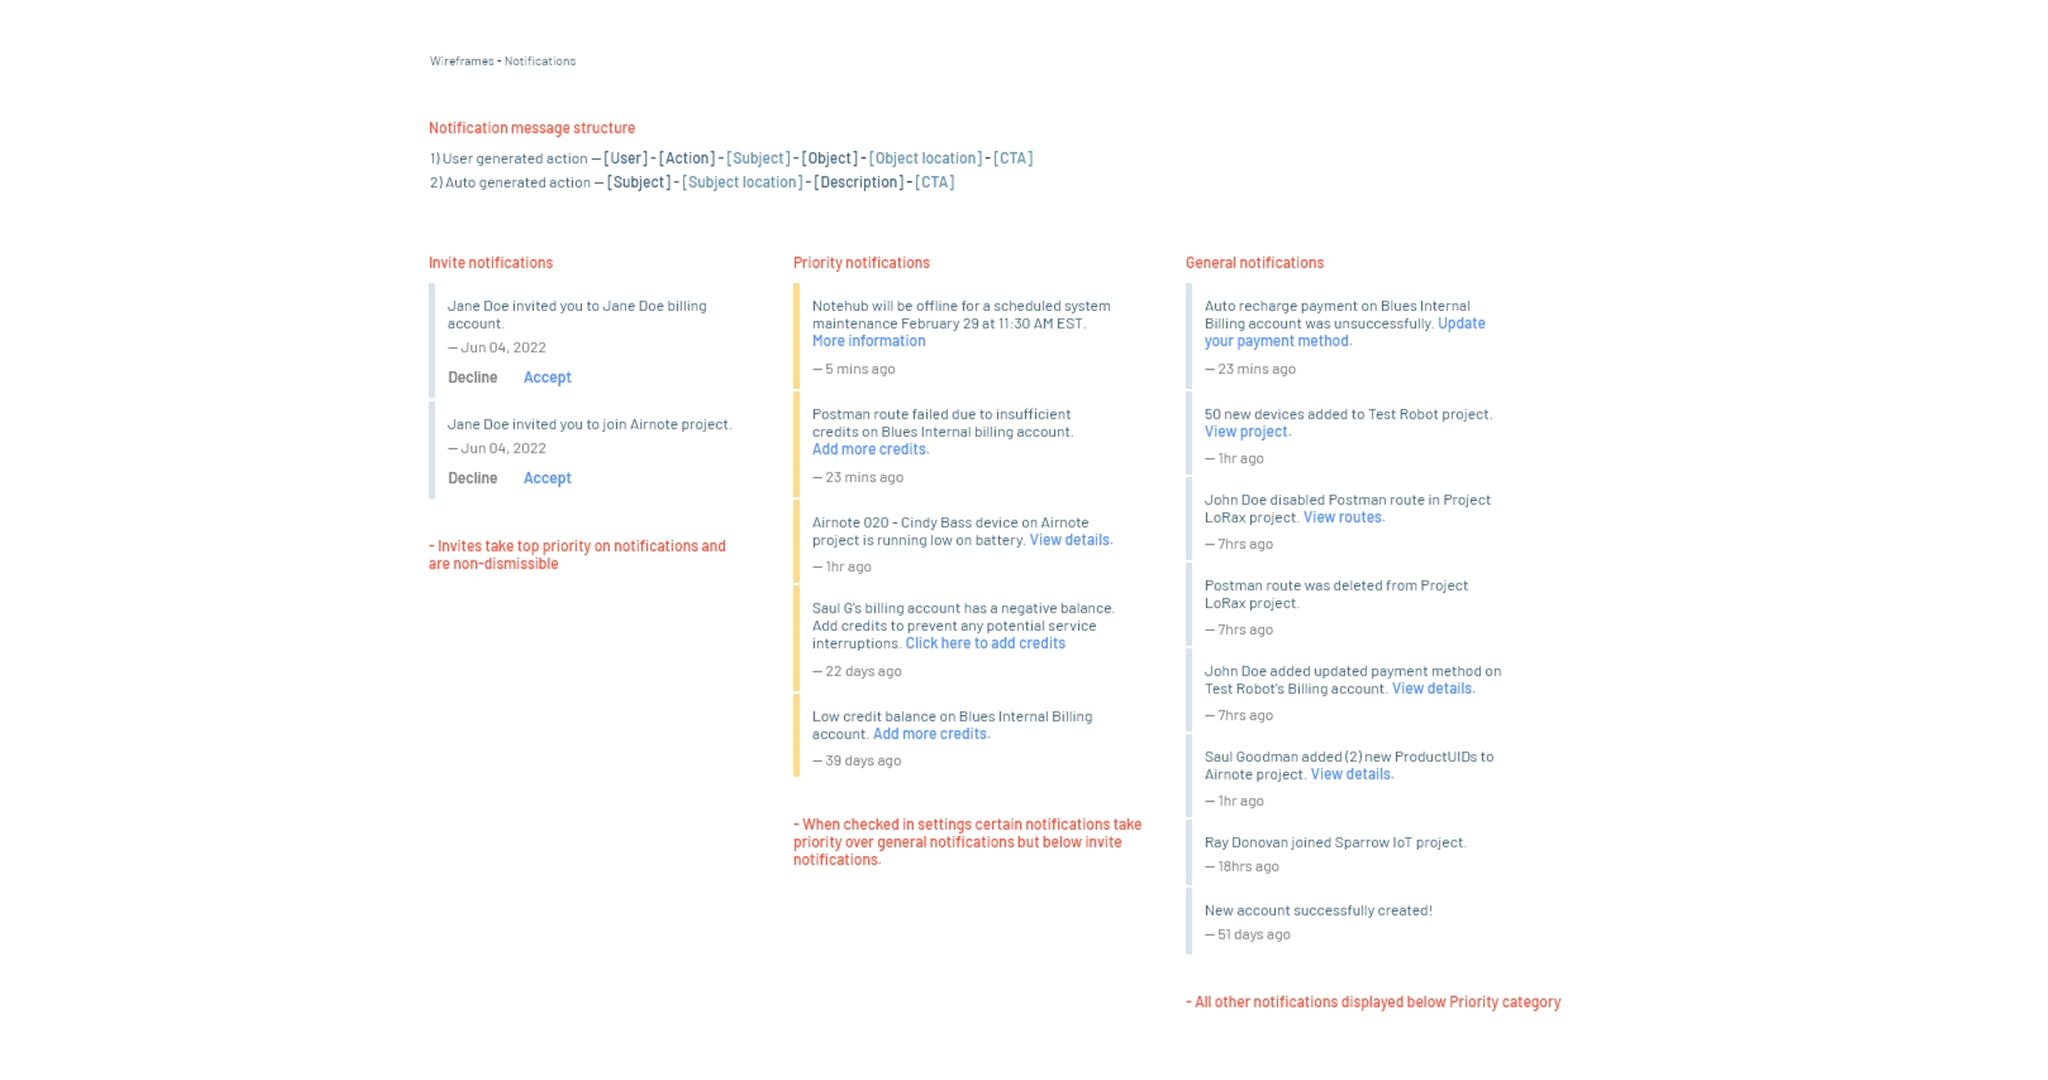 Wireframes - Notifications
Notification message structure
1) User generated action — [User] - [Action] - [Subject] - [Object] - [Object location] - [CTA]
2) Auto generated action — [Subject] - [Subject location] - [Description] - [CTA]
Invite notifications
Jane Doe invited you to Jane Doe billing
account.
— Jun 04, 2022
Decline Accept
Jane Doe invited you to join Airnote project.
— Jun 04, 2022
Decline Accept
- Invites take top priority on notifications and
are non-dismissible
Priority notifications
Notehub will be offline for a scheduled system
maintenance February 29 at 11:30 AM EST.
More information
— 5 mins ago
Postman route failed due to insufficient
credits on Blues Internal billing account.
Add more credits.
— 23 mins ago
Airnote 020 - Cindy Bass device on Airnote
project is running low on battery. View details.
— 1hr ago
Saul G's billing account has a negative balance.
Add credits to prevent any potential service
interruptions. Click here to add credits
— 22 days ago
Low credit balance on Blues Internal Billing
account. Add more credits.
— 39 days ago
- When checked in settings certain notifications take
priority over general notifications but below invite
notifications.
General notifications
Auto recharge payment on Blues Internal
Billing account was unsuccessfully. Update
your payment method.
— 23 mins ago
50 new devices added to Test Robot project.
View project.
— 1hr ago
John Doe disabled Postman route in Project
LoRax project. View routes.
— 7hrs ago
Postman route was deleted from Project
LoRax project.
— 7hrs ago
John Doe added updated payment method on
Test Robot's Billing account. View details.
— 7hrs ago
Saul Goodman added (2) new ProductUIDs to
Airnote project. View details.
— 1hr ago
Ray Donovan joined Sparrow IoT project.
— 18hrs ago
New account successfully created!
— 51 days ago
- All other notifications displayed below Priority category